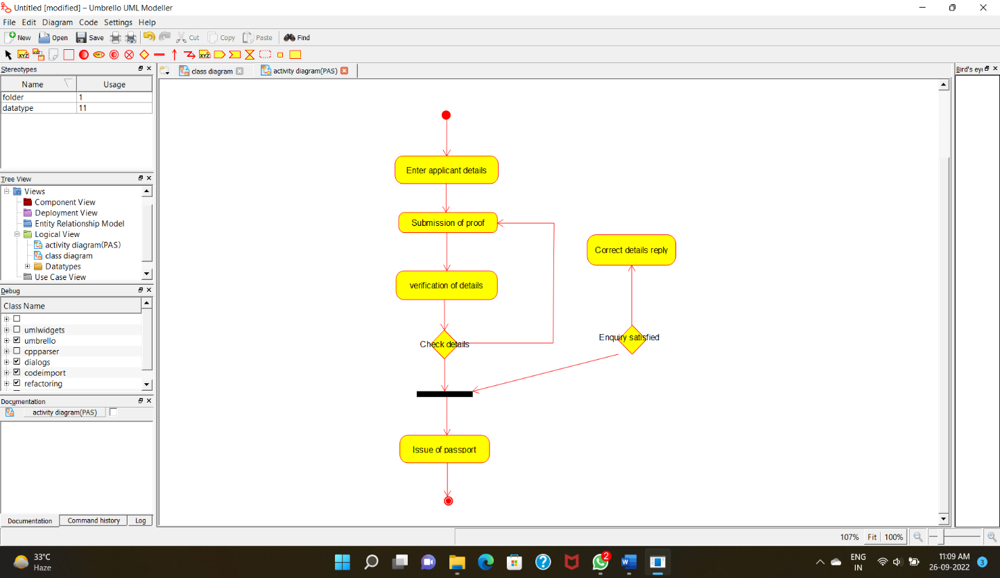 Untitled [modified] – Umbrello UML Modeller
File Edit Diagram Code Settings Help
New Open Save Cut Copy Paste Find
XYZ XYZ ABC XYZ
Stereotypes
Name Usage
folder 1
datatype 11
Tree View
Views
Component View
Deployment View
Entity Relationship Model
Logical View
activity diagram(PAS)
class diagram
Datatypes
Use Case View
Debug
Class Name
umlwidgets
umbrello
cppparser
dialogs
codeimport
refactoring
Documentation
activity diagram(PAS)
Documentation Command history Log
class diagram activity diagram(PAS)
Enter applicant details
Submission of proof
Correct details reply
verification of details
Enquiry satisfied
Check details
Issue of passport
Bird's eye
107% Fit 100%
33°C
Haze
2
W
ENG
IN
11:09 AM
26-09-2022
3